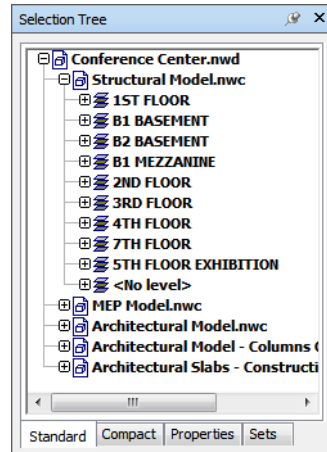 Selection Tree
Conference Center.nwd
Structural Model.nwc
1ST FLOOR
B1 BASEMENT
B2 BASEMENT
B1 MEZZANINE
2ND FLOOR
3RD FLOOR
4TH FLOOR
7TH FLOOR
5TH FLOOR EXHIBITION
<No level>
MEP Model.nwc
Architectural Model.nwc
Architectural Model - Columns
Architectural Slabs - Constructi
Standard Compact Properties Sets